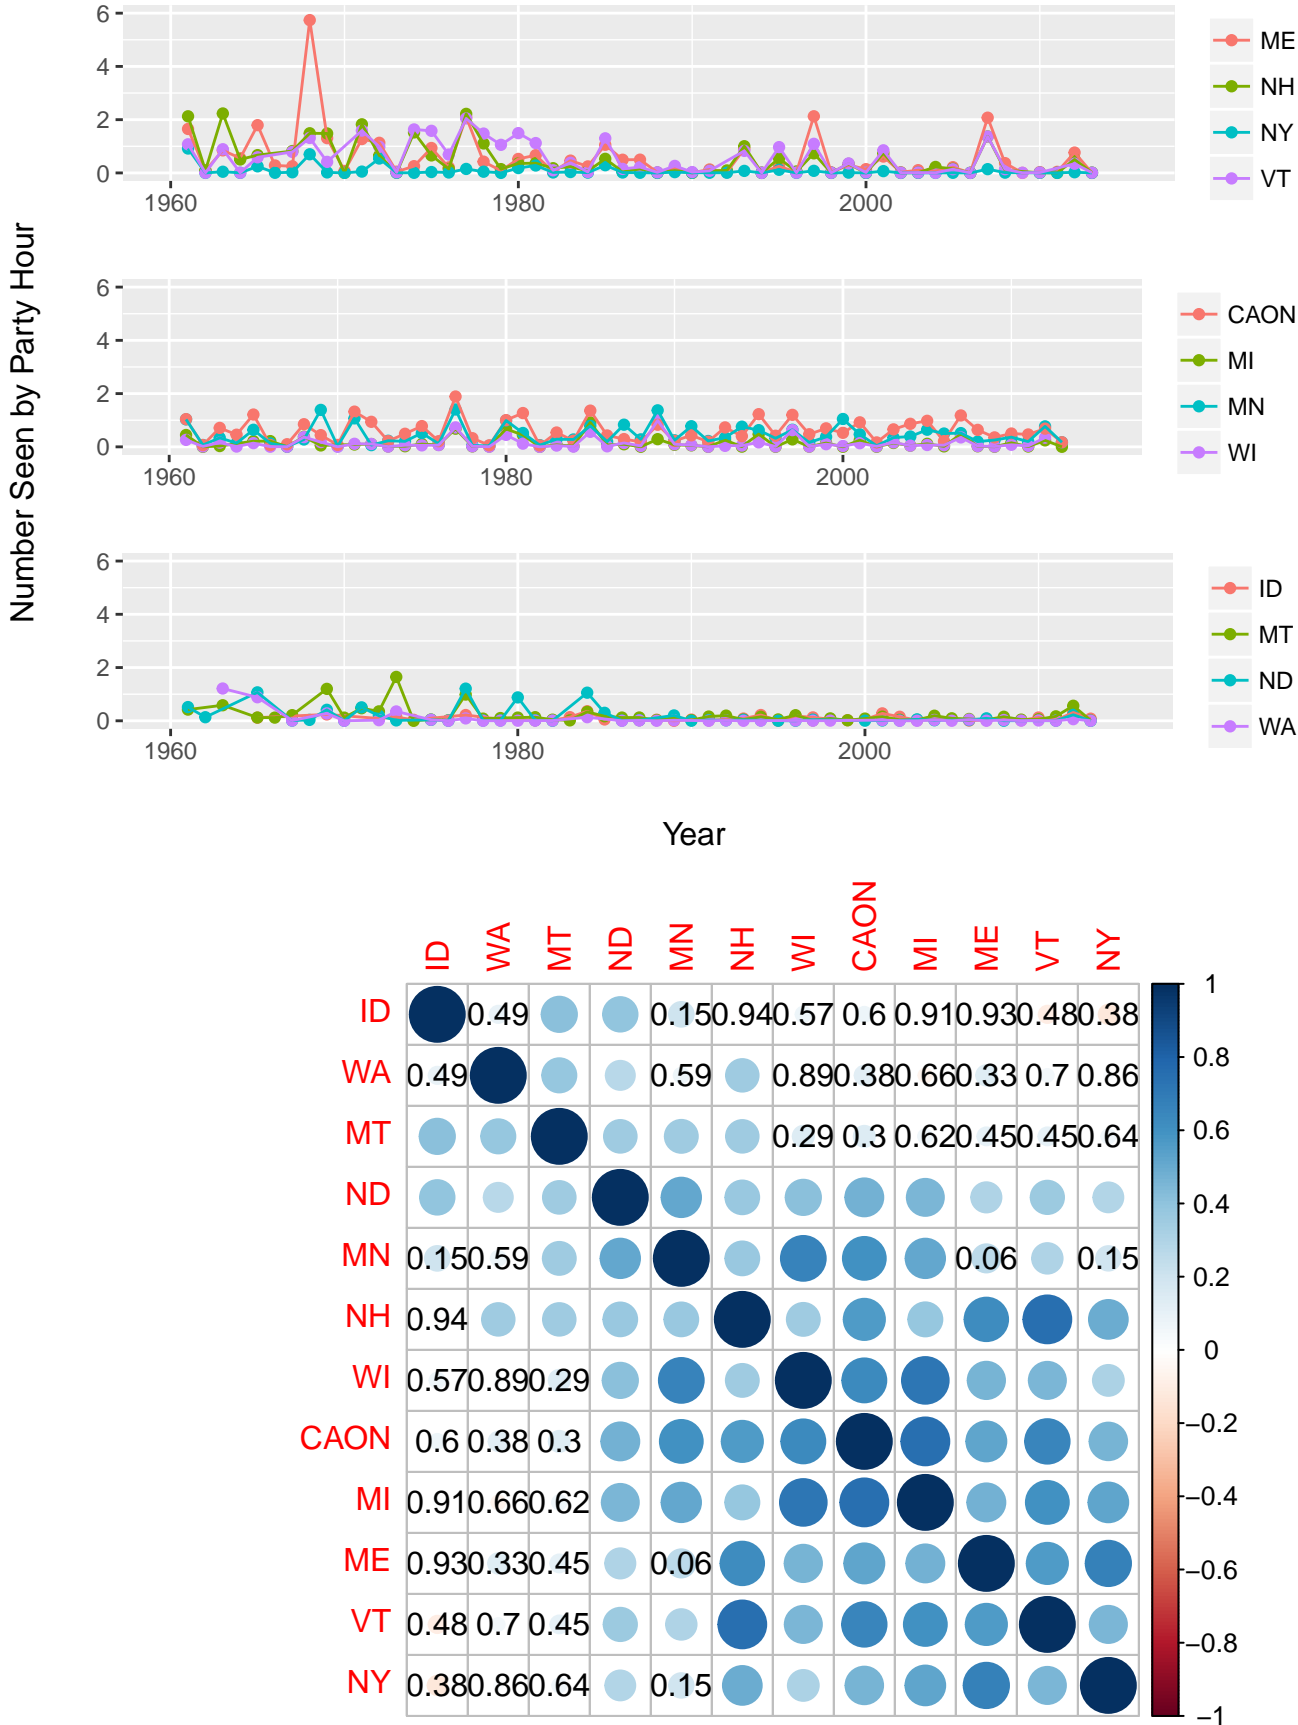 Number Seen by Party Hour
6
4
2
0
1960 1980 2000
ME
NH
NY
VT
6
4
2
0
1960 1980 2000
CAON
MI
MN
WI
6
4
2
0
1960 1980 2000
ID
MT
ND
WA
Year
ID WA MT ND MN NH WI CAON MI ME VT NY
ID 0.49 0.15 0.94 0.57 0.6 0.91 0.93 0.48 0.38
WA 0.49 0.59 0.89 0.38 0.66 0.33 0.7 0.86
MT 0.29 0.3 0.62 0.45 0.45 0.64
ND
MN 0.15 0.59 0.06 0.15
NH 0.94
WI 0.57 0.89 0.29
CAON 0.6 0.38 0.3
MI 0.91 0.66 0.62
ME 0.93 0.33 0.45 0.06
VT 0.48 0.7 0.45
NY 0.38 0.86 0.64 0.15
1
0.8
0.6
0.4
0.2
0
−0.2
−0.4
−0.6
−0.8
−1